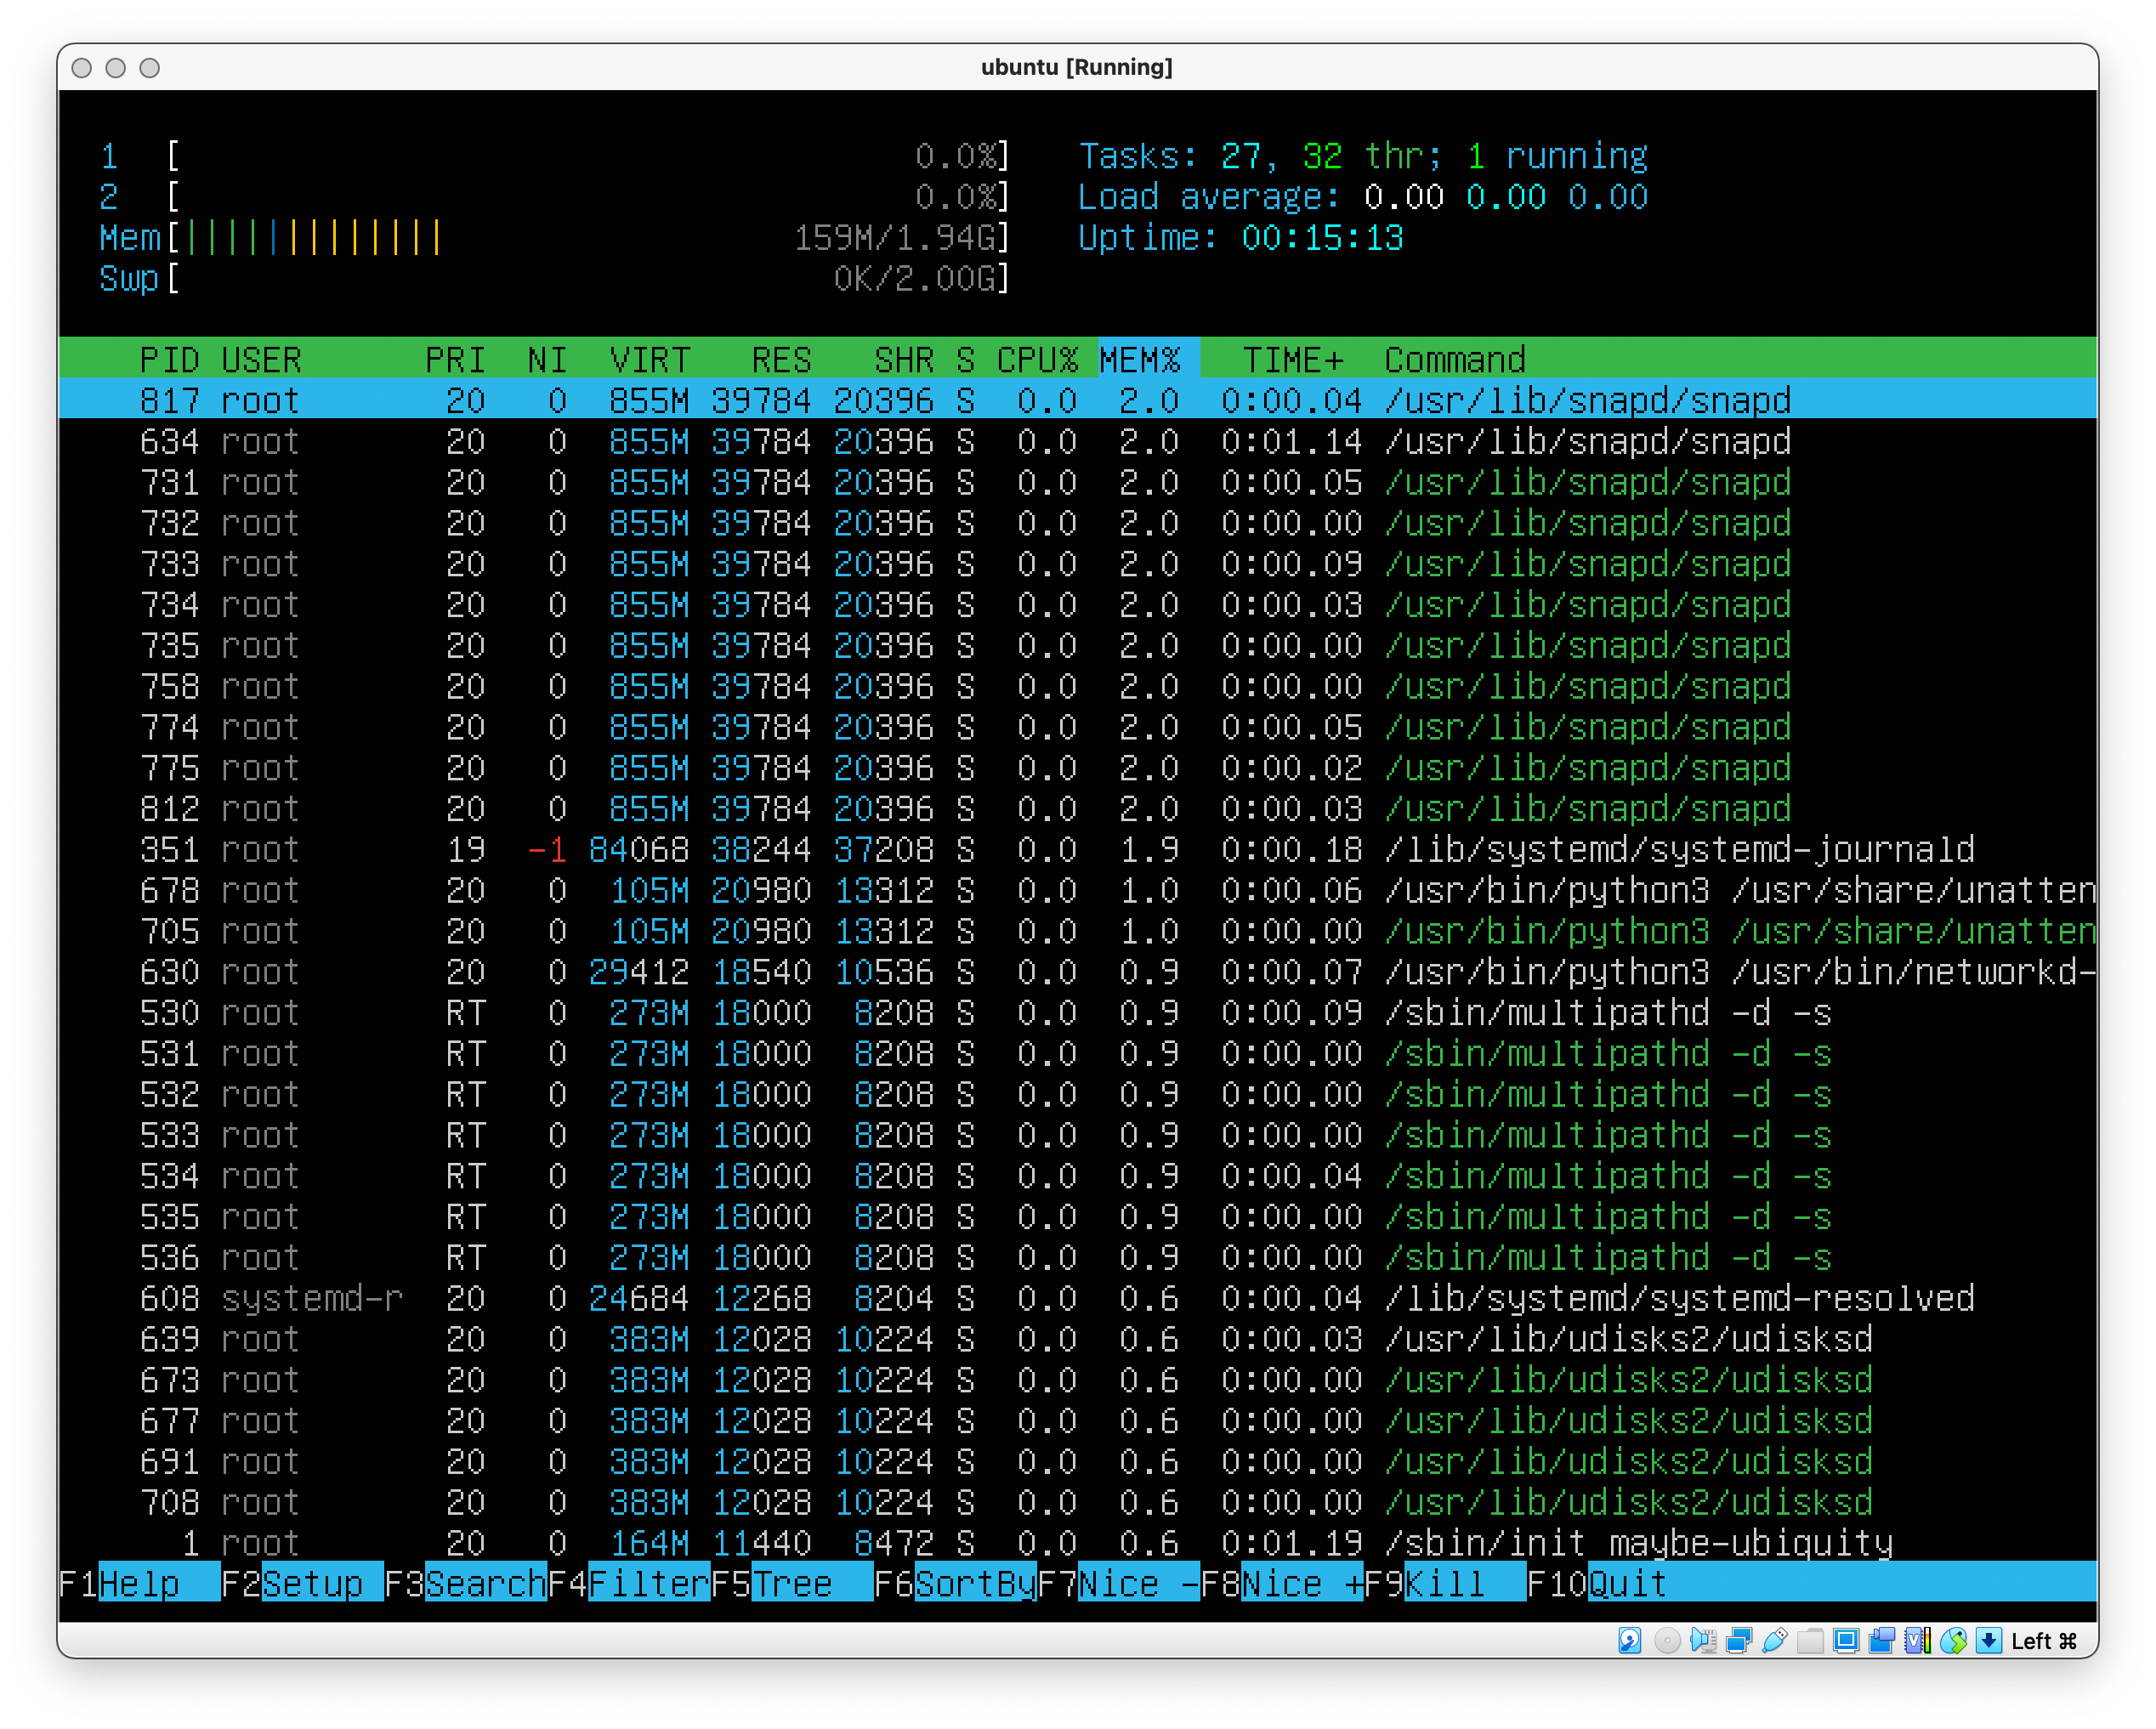 ubuntu [Running]
1 [ 0.0%] Tasks: 27, 32 thr; 1 running
2 [ 0.0%] Load average: 0.00 0.00 0.00
Mem[||||||||||||| 159M/1.94G] Uptime: 00:15:13
Swp[ 0K/2.00G]
PID USER PRI NI VIRT RES SHR S CPU% MEM% TIME+ Command
817 root 20 0 855M 39784 20396 S 0.0 2.0 0:00.04 /usr/lib/snapd/snapd
634 root 20 0 855M 39784 20396 S 0.0 2.0 0:01.14 /usr/lib/snapd/snapd
731 root 20 0 855M 39784 20396 S 0.0 2.0 0:00.05 /usr/lib/snapd/snapd
732 root 20 0 855M 39784 20396 S 0.0 2.0 0:00.00 /usr/lib/snapd/snapd
733 root 20 0 855M 39784 20396 S 0.0 2.0 0:00.09 /usr/lib/snapd/snapd
734 root 20 0 855M 39784 20396 S 0.0 2.0 0:00.03 /usr/lib/snapd/snapd
735 root 20 0 855M 39784 20396 S 0.0 2.0 0:00.00 /usr/lib/snapd/snapd
758 root 20 0 855M 39784 20396 S 0.0 2.0 0:00.00 /usr/lib/snapd/snapd
774 root 20 0 855M 39784 20396 S 0.0 2.0 0:00.05 /usr/lib/snapd/snapd
775 root 20 0 855M 39784 20396 S 0.0 2.0 0:00.02 /usr/lib/snapd/snapd
812 root 20 0 855M 39784 20396 S 0.0 2.0 0:00.03 /usr/lib/snapd/snapd
351 root 19 -1 84068 38244 37208 S 0.0 1.9 0:00.18 /lib/systemd/systemd-journald
678 root 20 0 105M 20980 13312 S 0.0 1.0 0:00.06 /usr/bin/python3 /usr/share/unatten
705 root 20 0 105M 20980 13312 S 0.0 1.0 0:00.00 /usr/bin/python3 /usr/share/unatten
630 root 20 0 29412 18540 10536 S 0.0 0.9 0:00.07 /usr/bin/python3 /usr/bin/networkd-
530 root RT 0 273M 18000 8208 S 0.0 0.9 0:00.09 /sbin/multipathd -d -s
531 root RT 0 273M 18000 8208 S 0.0 0.9 0:00.00 /sbin/multipathd -d -s
532 root RT 0 273M 18000 8208 S 0.0 0.9 0:00.00 /sbin/multipathd -d -s
533 root RT 0 273M 18000 8208 S 0.0 0.9 0:00.00 /sbin/multipathd -d -s
534 root RT 0 273M 18000 8208 S 0.0 0.9 0:00.04 /sbin/multipathd -d -s
535 root RT 0 273M 18000 8208 S 0.0 0.9 0:00.00 /sbin/multipathd -d -s
536 root RT 0 273M 18000 8208 S 0.0 0.9 0:00.00 /sbin/multipathd -d -s
608 systemd-r 20 0 24684 12268 8204 S 0.0 0.6 0:00.04 /lib/systemd/systemd-resolved
639 root 20 0 383M 12028 10224 S 0.0 0.6 0:00.03 /usr/lib/udisks2/udisksd
673 root 20 0 383M 12028 10224 S 0.0 0.6 0:00.00 /usr/lib/udisks2/udisksd
677 root 20 0 383M 12028 10224 S 0.0 0.6 0:00.00 /usr/lib/udisks2/udisksd
691 root 20 0 383M 12028 10224 S 0.0 0.6 0:00.00 /usr/lib/udisks2/udisksd
708 root 20 0 383M 12028 10224 S 0.0 0.6 0:00.00 /usr/lib/udisks2/udisksd
1 root 20 0 164M 11440 8472 S 0.0 0.6 0:01.19 /sbin/init maybe-ubiquity
F1Help F2Setup F3SearchF4FilterF5Tree F6SortByF7Nice -F8Nice +F9Kill F10Quit
Left ⌘